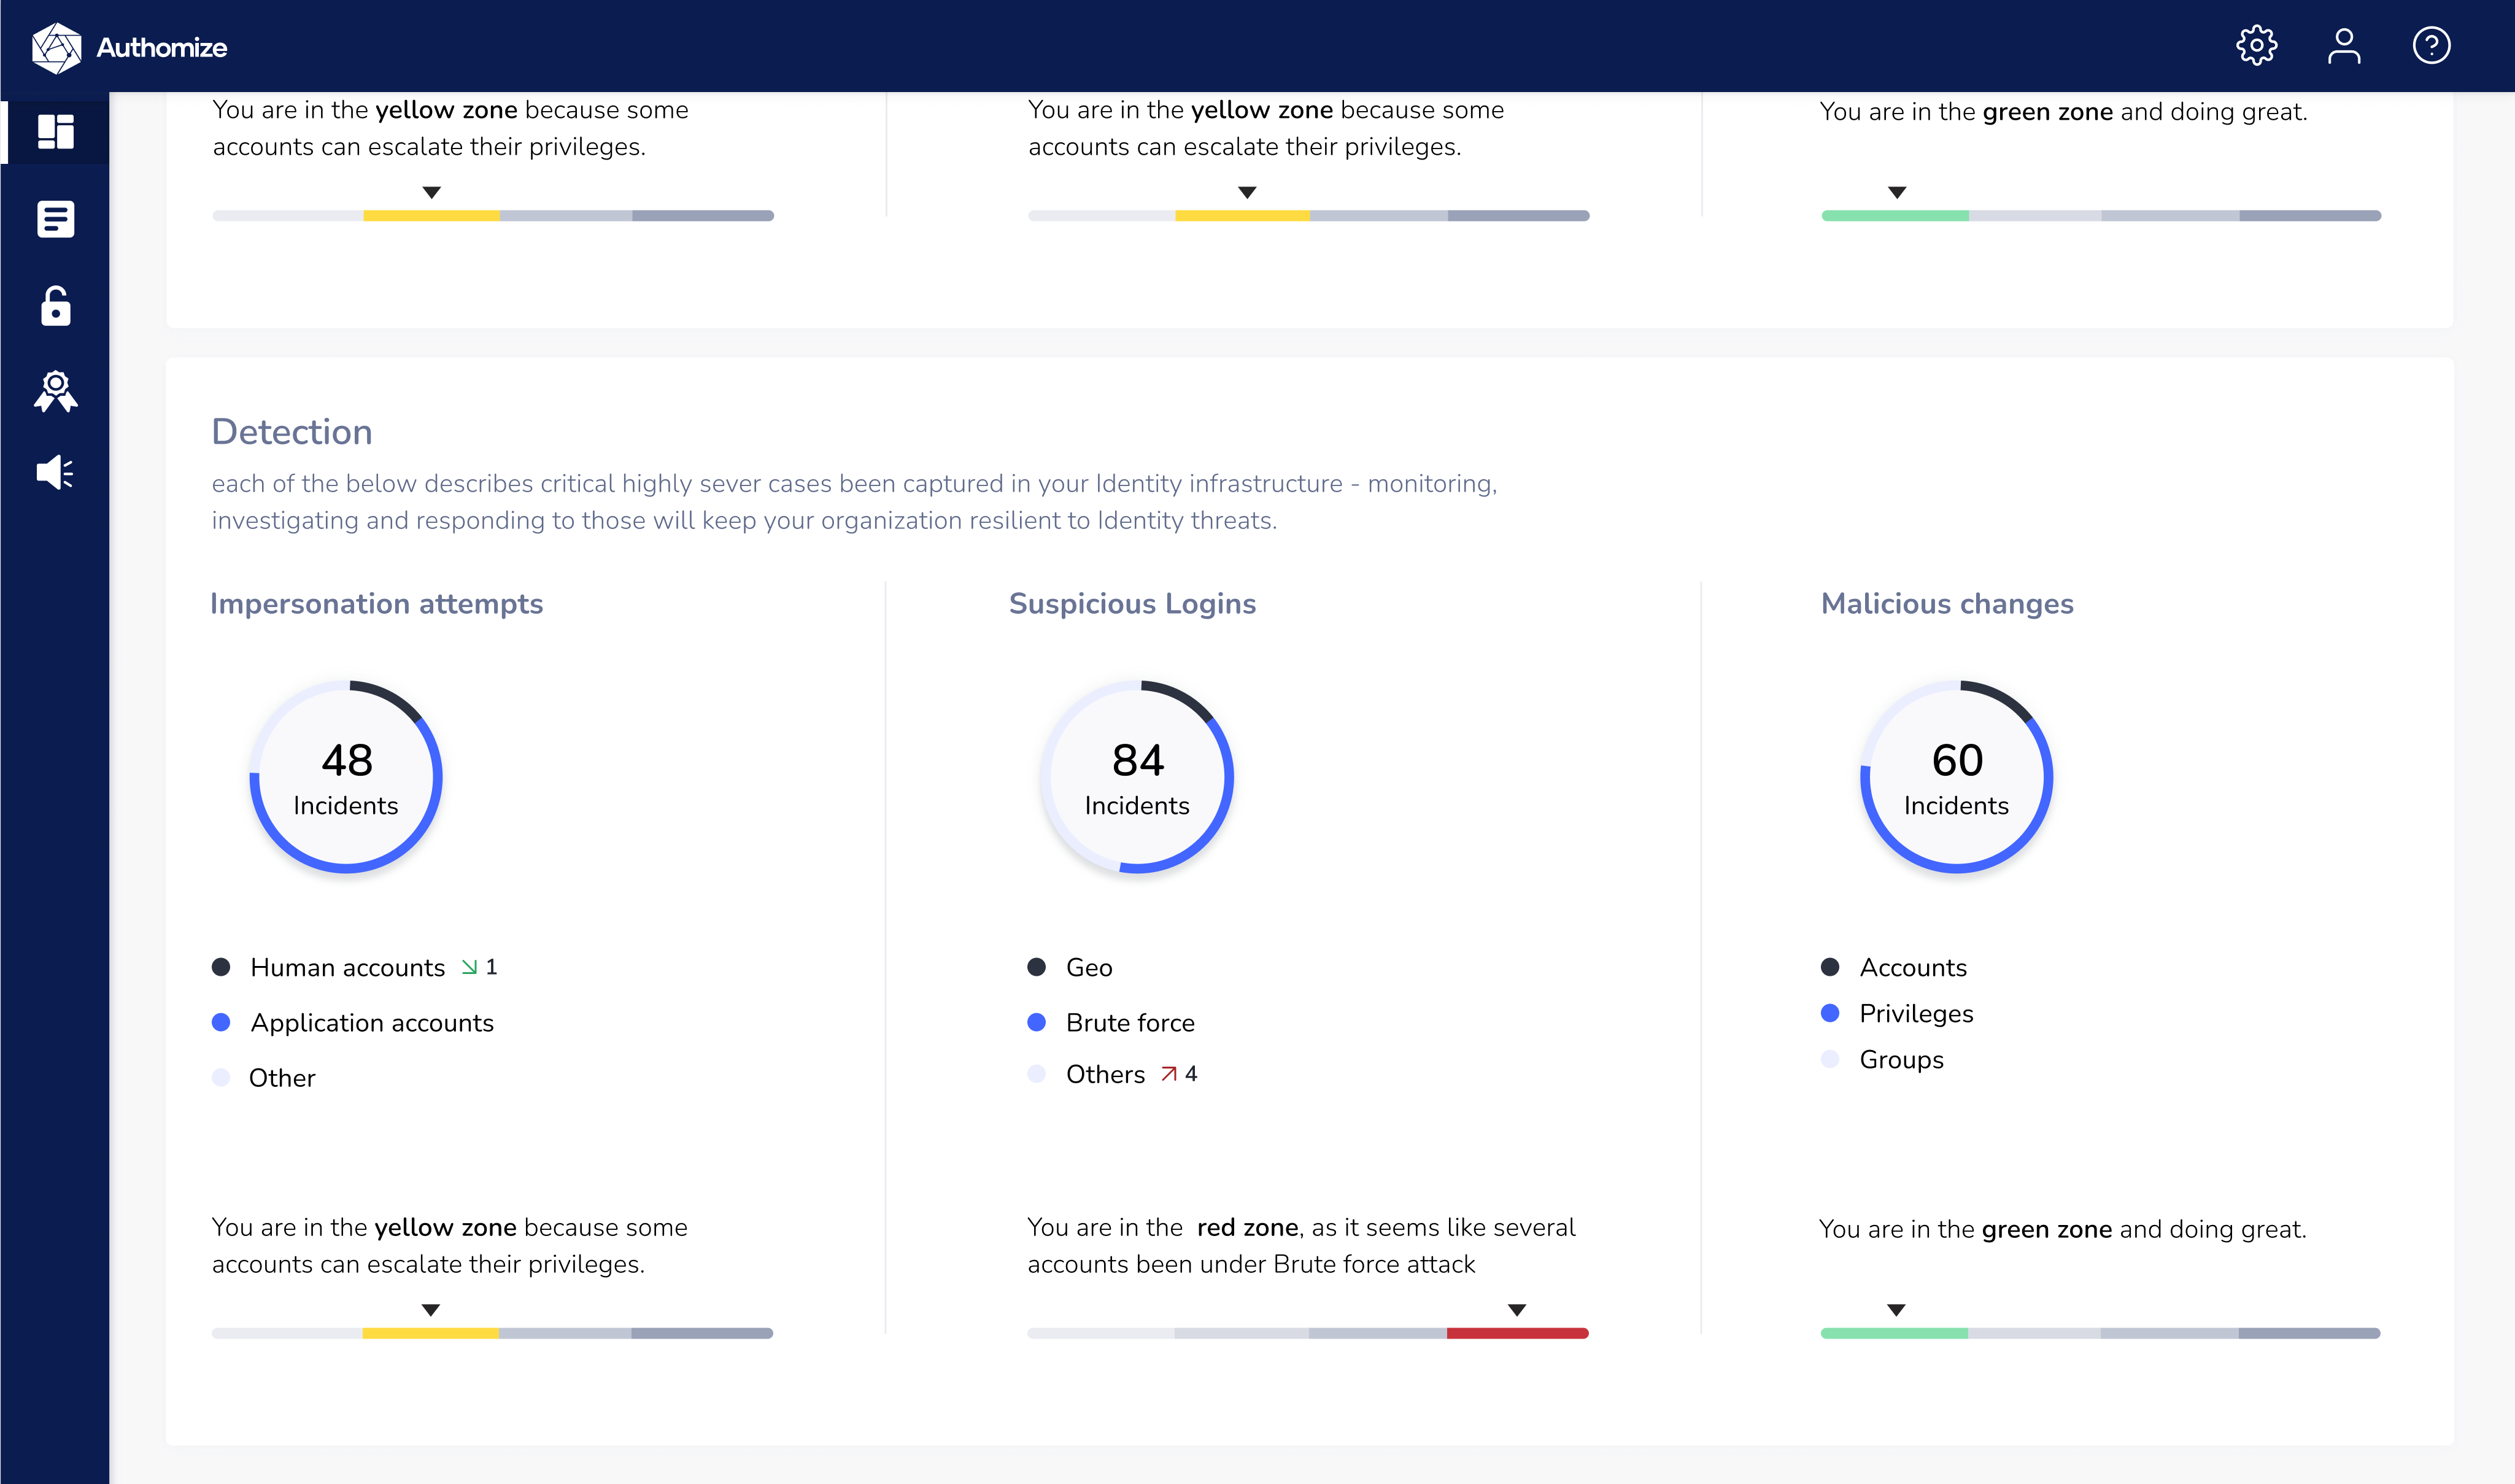 Authomize
You are in the yellow zone because some
accounts can escalate their privileges.
You are in the yellow zone because some
accounts can escalate their privileges.
You are in the green zone and doing great.
Detection
each of the below describes critical highly sever cases been captured in your Identity infrastructure - monitoring,
investigating and responding to those will keep your organization resilient to Identity threats.
Impersonation attempts
48
Incidents
Human accounts 1
Application accounts
Other
You are in the yellow zone because some
accounts can escalate their privileges.
Suspicious Logins
84
Incidents
Geo
Brute force
Others 4
You are in the red zone, as it seems like several
accounts been under Brute force attack
Malicious changes
60
Incidents
Accounts
Privileges
Groups
You are in the green zone and doing great.